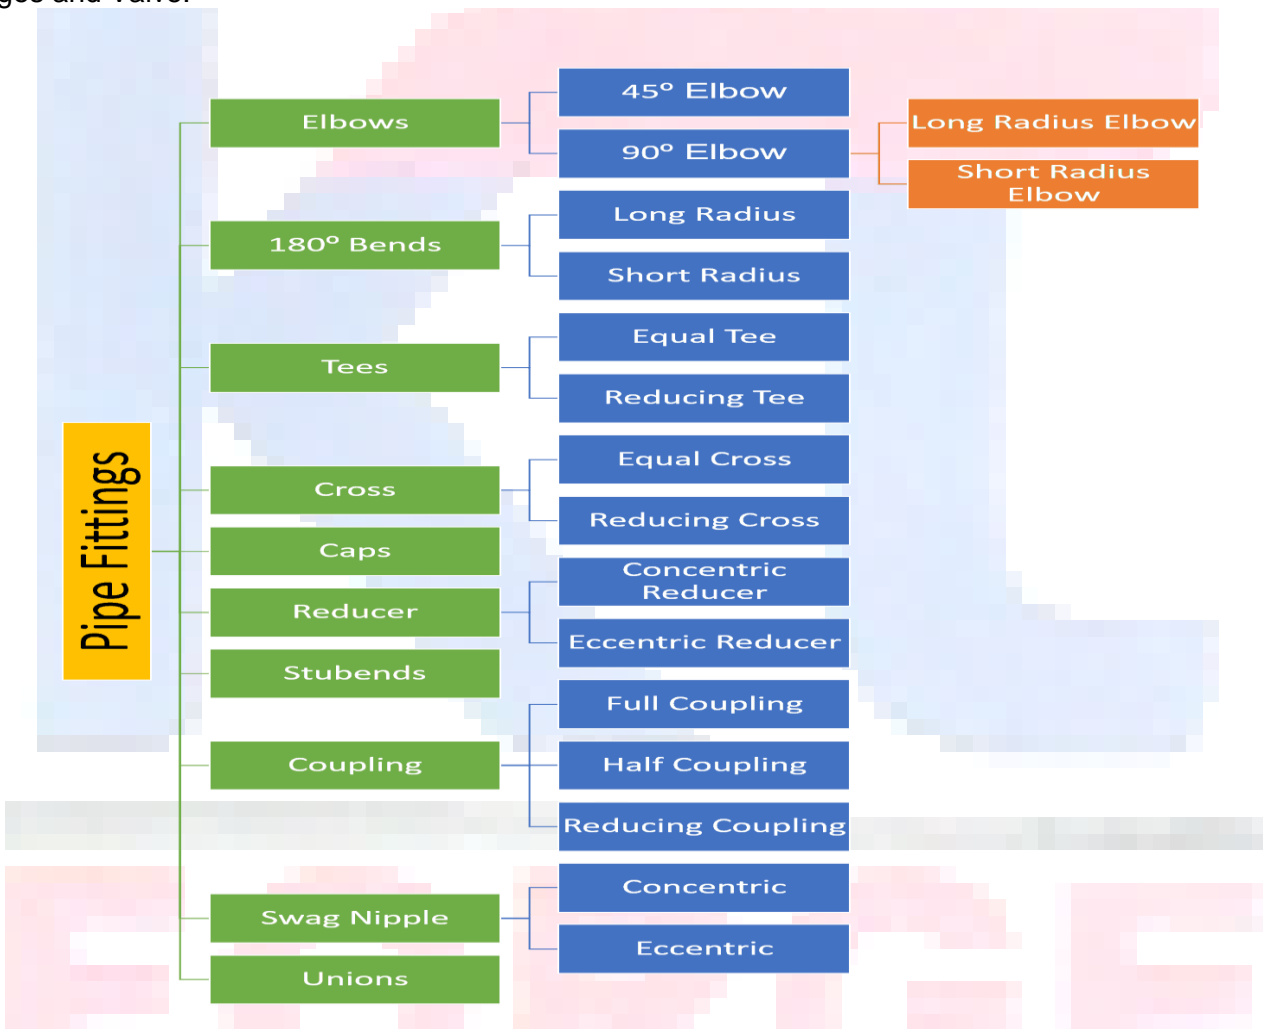 ges and Valve.
45° Elbow
Elbows
Long Radius Elbow
90° Elbow
Short Radius
Elbow
Long Radius
180° Bends
Short Radius
Equal Tee
Tees
Reducing Tee
Pipe Fittings
Equal Cross
Cross
Reducing Cross
Caps
Concentric
Reducer
Reducer
Eccentric Reducer
Stubends
Full Coupling
Coupling
Half Coupling
Reducing Coupling
Concentric
Swag Nipple
Eccentric
Unions